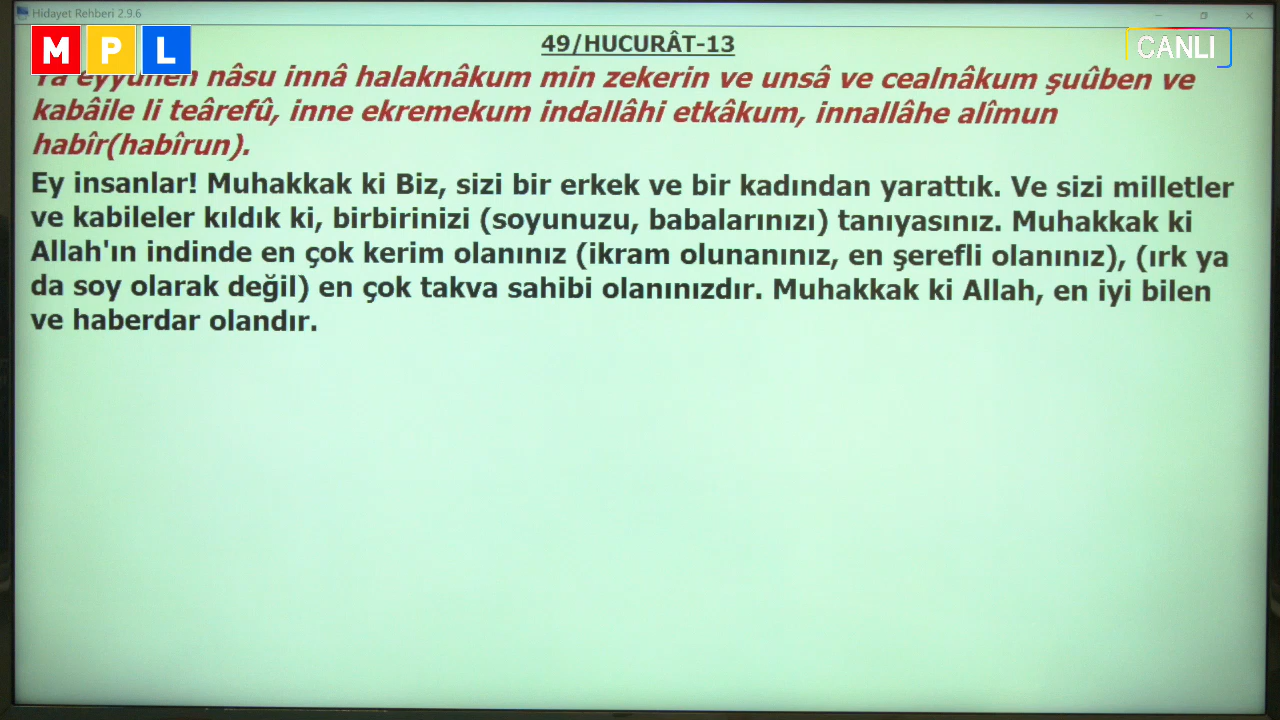 Hidayet Rehberi 2.9.6
MPL
CANLI
49/HUCURÂT-13
Yâ eyyuhen nâsu innâ halaknâkum min zekerin ve unsâ ve cealnâkum şuûben ve
kabâile li teârefû, inne ekremekum indallâhi etkâkum, innallâhe alîmun
habîr(habîrun).
Ey insanlar! Muhakkak ki Biz, sizi bir erkek ve bir kadından yarattık. Ve sizi milletler
ve kabileler kıldık ki, birbirinizi (soyunuzu, babalarınızı) tanıyasınız. Muhakkak ki
Allah'ın indinde en çok kerim olanınız (ikram olunanınız, en şerefli olanınız), (ırk ya
da soy olarak değil) en çok takva sahibi olanınızdır. Muhakkak ki Allah, en iyi bilen
ve haberdar olandır.